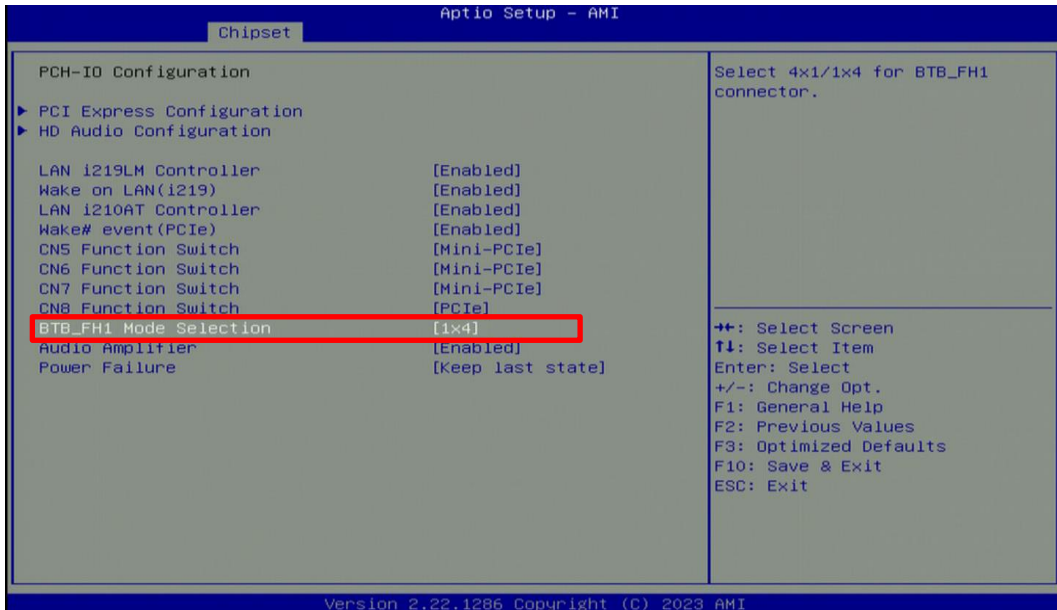 Aptio Setup – AMI
Chipset
PCH-IO Configuration
PCI Express Configuration
HD Audio Configuration
LAN i219LM Controller [Enabled]
Wake on LAN(i219) [Enabled]
LAN i210AT Controller [Enabled]
Wake# event(PCIe) [Enabled]
CN5 Function Switch [Mini-PCIe]
CN6 Function Switch [Mini-PCIe]
CN7 Function Switch [Mini-PCIe]
CN8 Function Switch [PCIe]
BTB_FH1 Mode Selection [1x4]
Audio Amplifier [Enabled]
Power Failure [Keep last state]
Select 4x1/1x4 for BTB_FH1
connector.
→←: Select Screen
↑↓: Select Item
Enter: Select
+/-: Change Opt.
F1: General Help
F2: Previous Values
F3: Optimized Defaults
F10: Save & Exit
ESC: Exit
Version 2.22.1286 Copyright (C) 2023 AMI